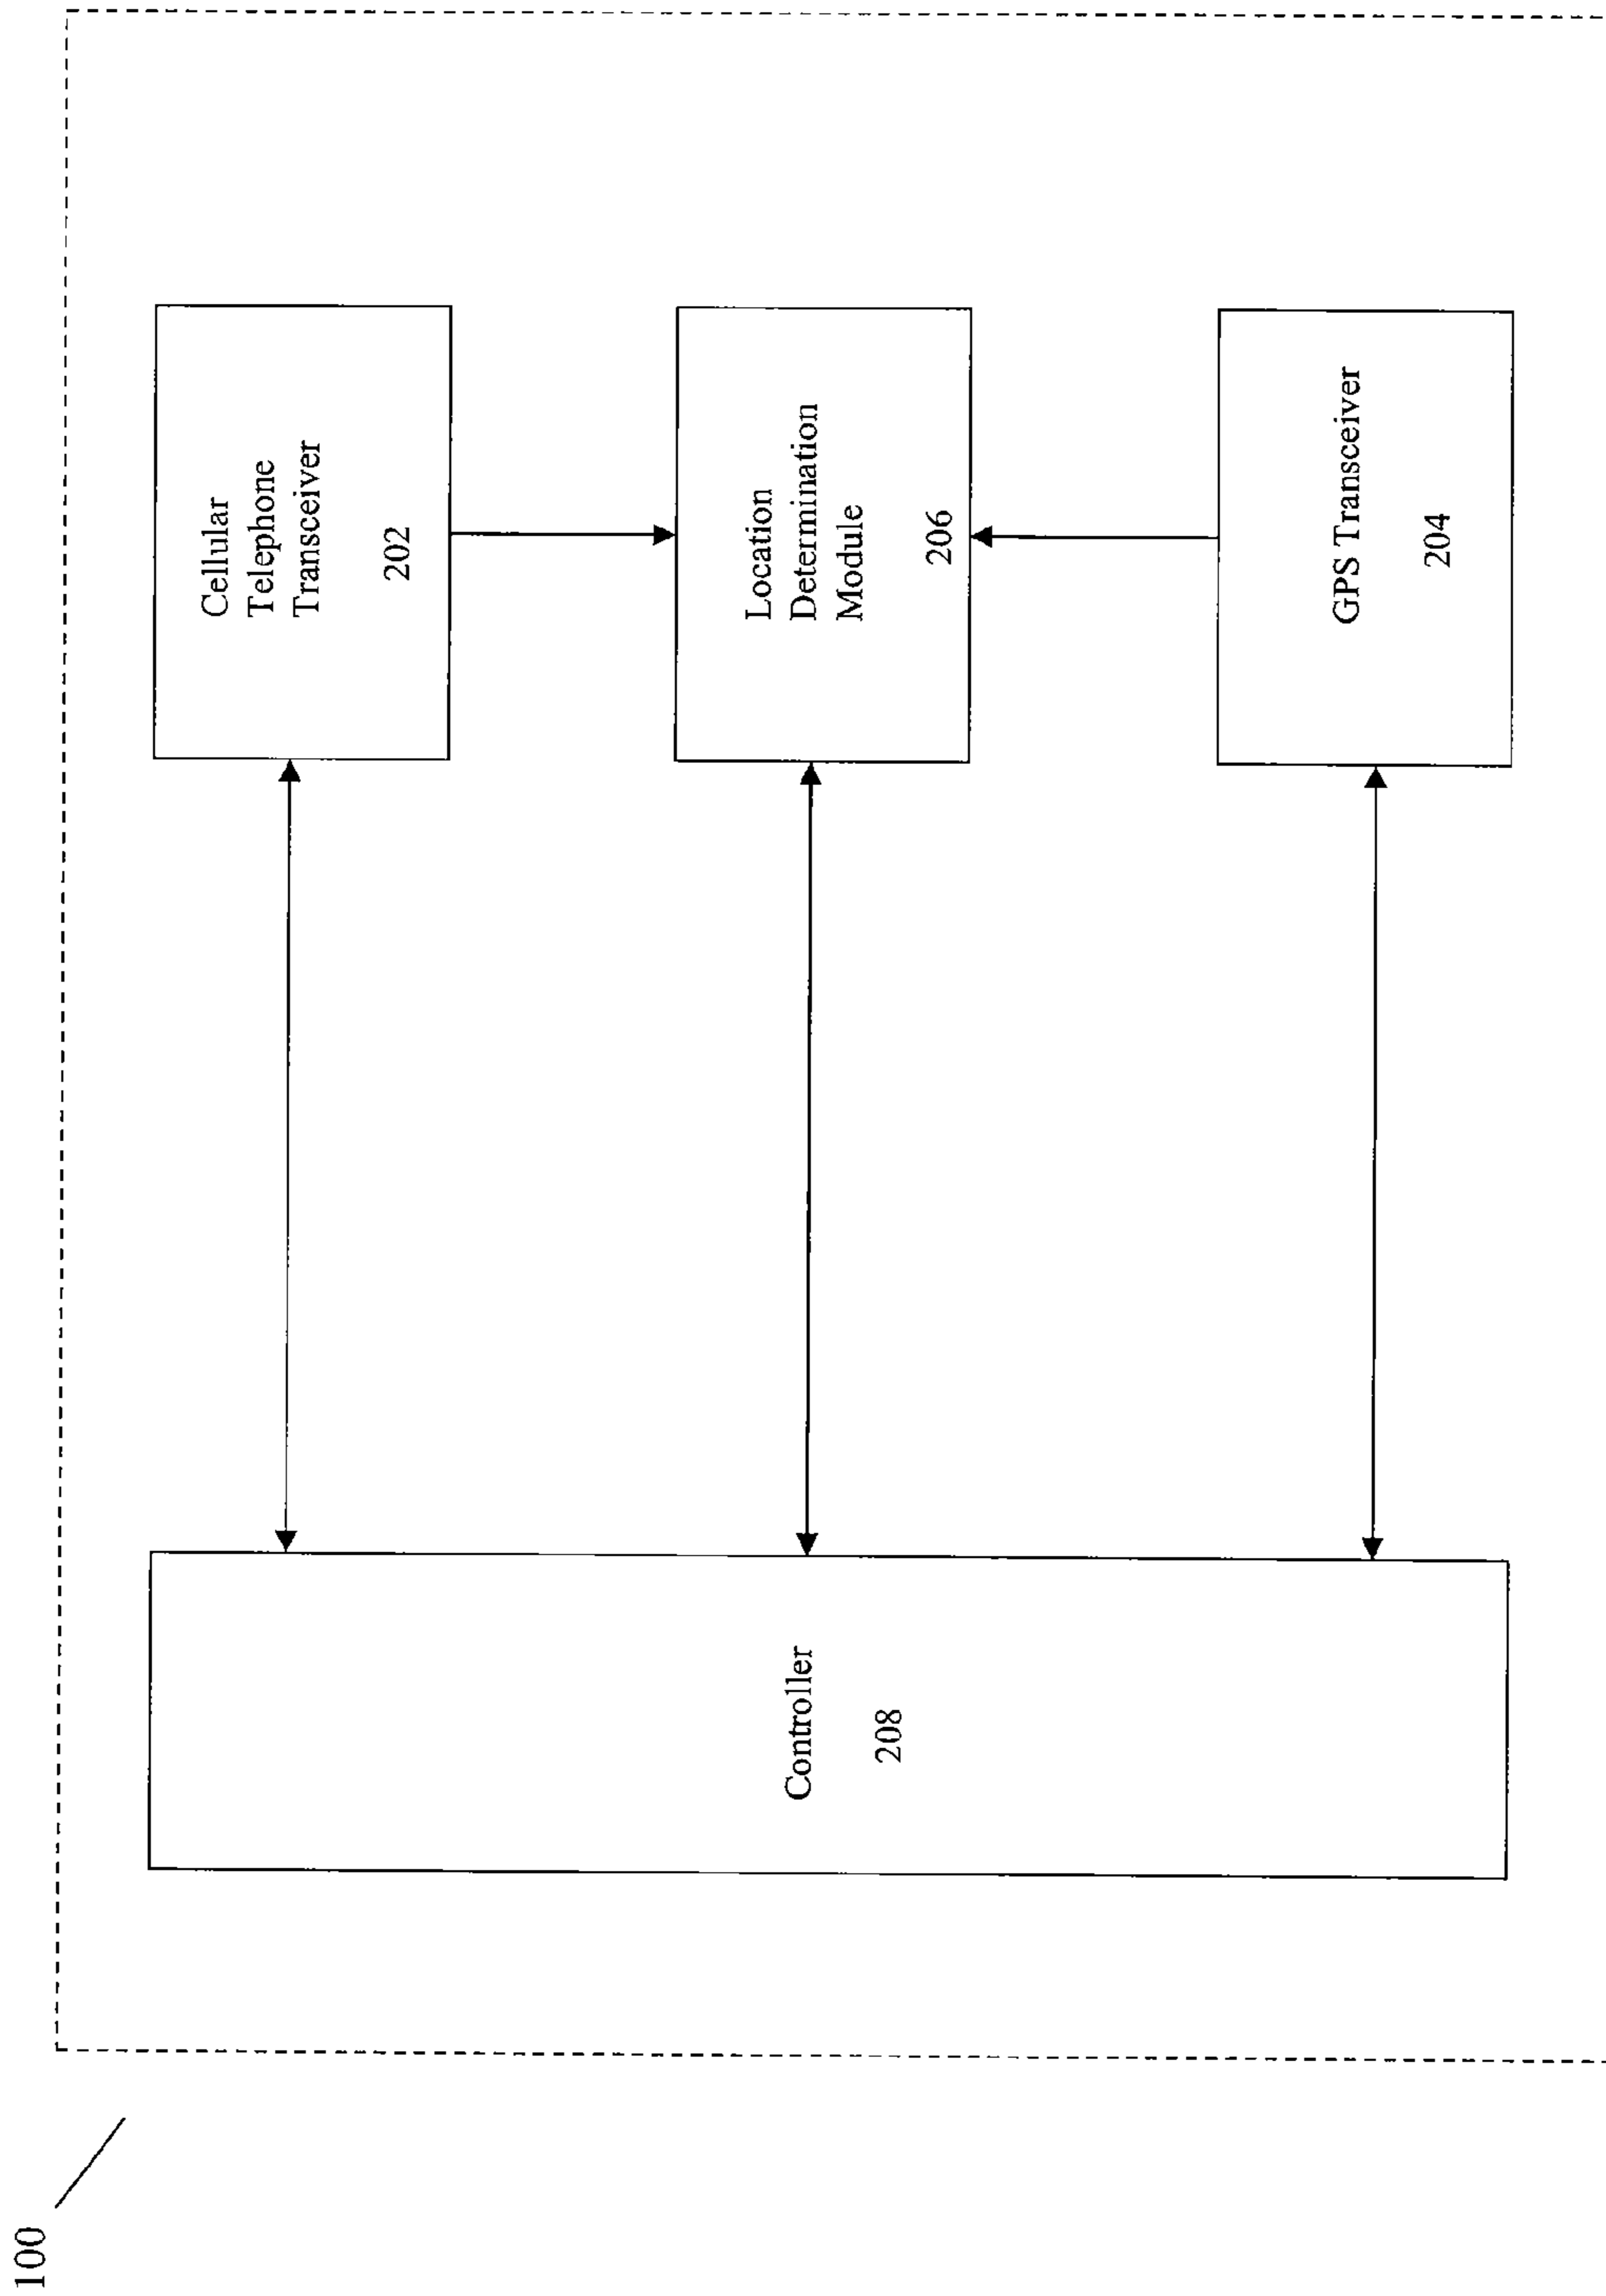 100
Cellular
Telephone
Transceiver
202
Location
Determination
Module
206
GPS Transceiver
204
Controller
208